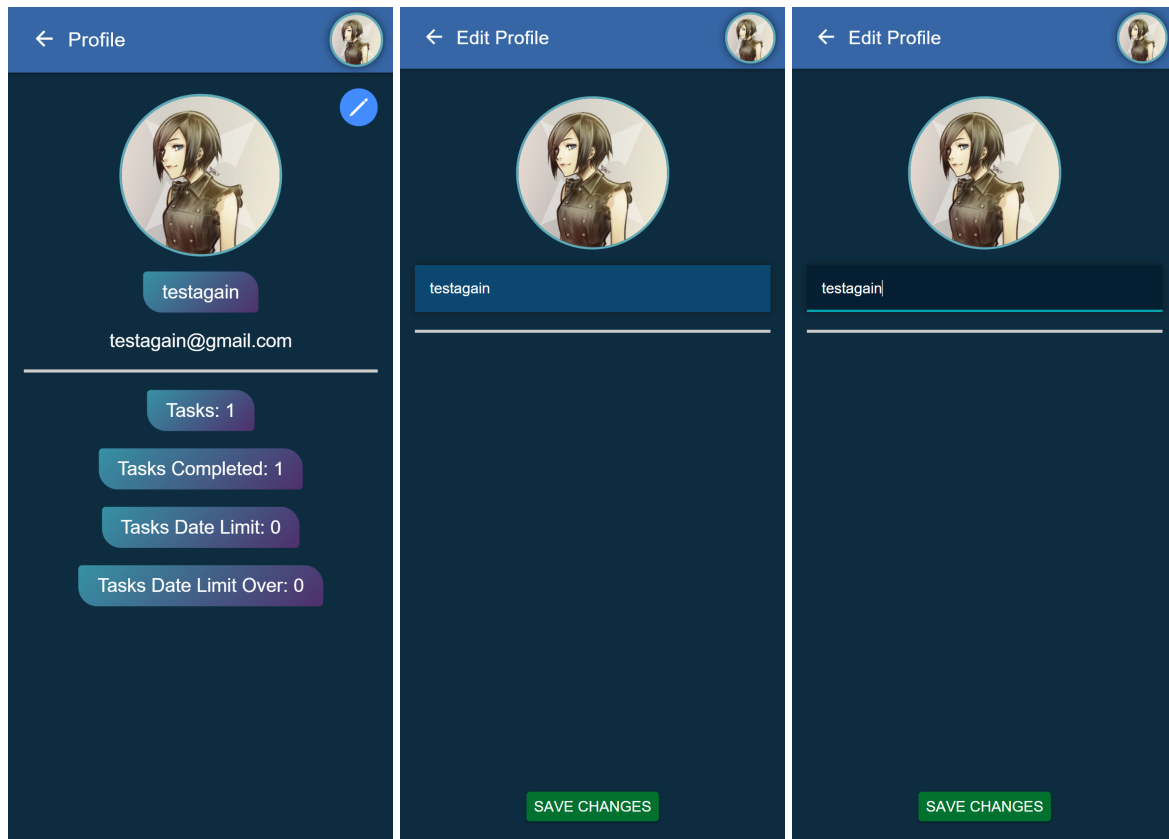 Profile
testagain
testagain@gmail.com
Tasks: 1
Tasks Completed: 1
Tasks Date Limit: 0
Tasks Date Limit Over: 0
Edit Profile
testagain
SAVE CHANGES
Edit Profile
testagain
SAVE CHANGES